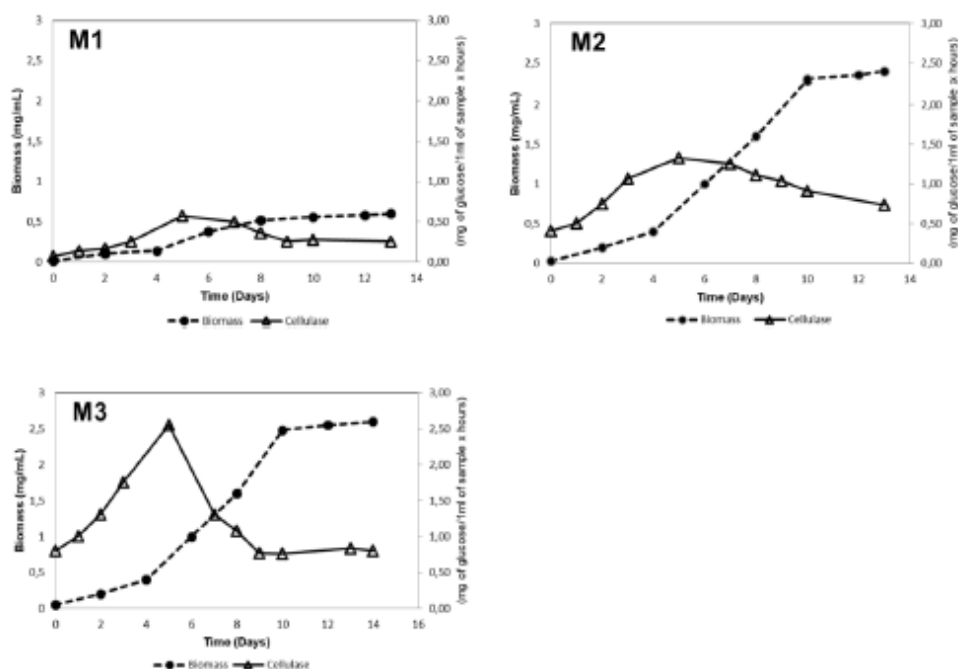 M1
Biomass (mg/mL)
3
2,5
2
1,5
1
0,5
0
3,00
2,50
2,00
1,50
1,00
0,50
0,00
(mg of glucose/1ml of sample x hours)
0 2 4 6 8 10 12 14
Time (Days)
Biomass Cellulase
M2
Biomass (mg/mL)
3
2,5
2
1,5
1
0,5
0
3,00
2,50
2,00
1,50
1,00
0,50
0,00
(mg of glucose/1ml of sample x hours)
0 2 4 6 8 10 12 14
Time (Days)
Biomass Cellulase
M3
Biomass (mg/mL)
3
2,5
2
1,5
1
0,5
0
3,00
2,50
2,00
1,50
1,00
0,50
0,00
(mg of glucose/1ml of sample x hours)
0 2 4 6 8 10 12 14 16
Time (Days)
Biomass Cellulase